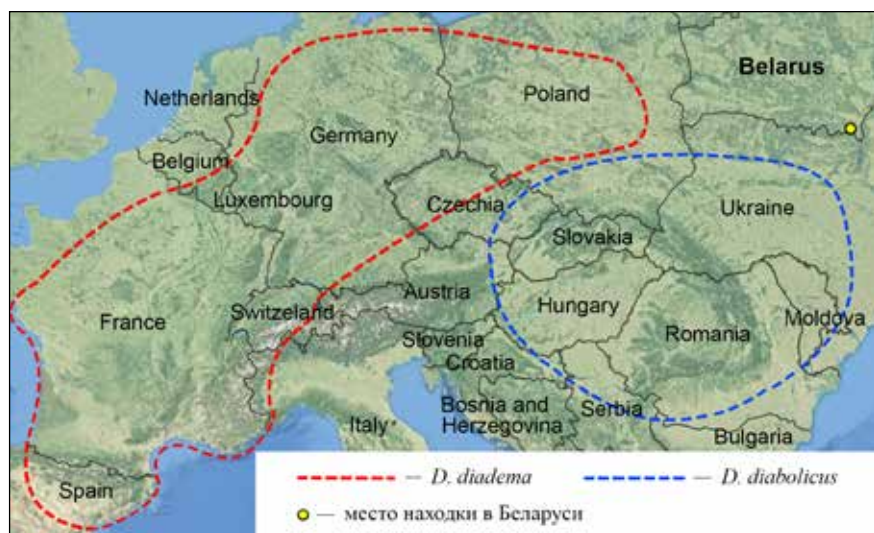 Belarus
Netherlands
Poland
Germany
Belgium
Luxembourg
Czechia
Ukraine
Slovakia
Austria
Hungary
France
Switzeland
Moldova
Romania
Slovenia
Croatia
Bosnia and
Herzegovina
Serbia
Italy
Bulgaria
Spain
— D. diadema
— D. diabolicus
— место находки в Беларуси